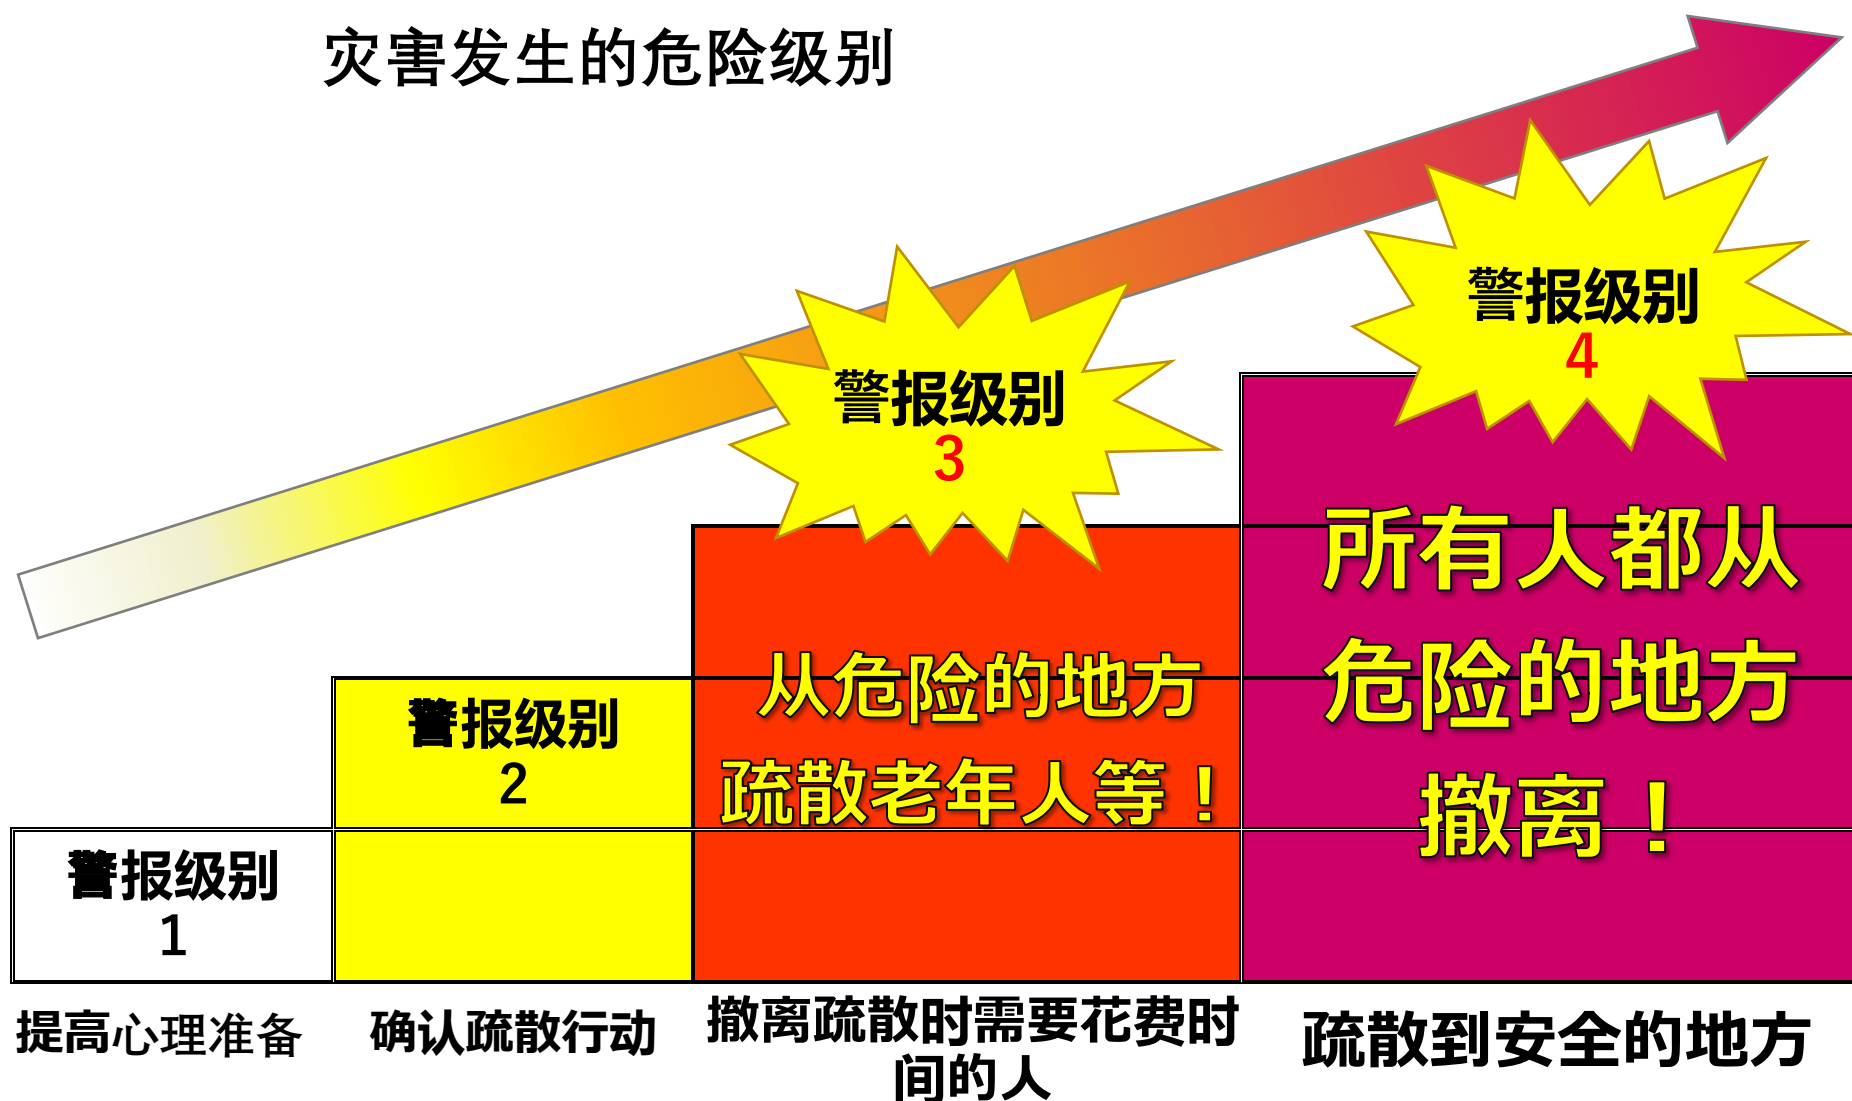 灾害发生的危险级别
警报级别
4
警报级别
3
所有人都从
危险的地方
撤离！
从危险的地方
疏散老年人等！
警报级别
2
警报级别
1
提高心理准备
确认疏散行动
撤离疏散时需要花费时
间的人
疏散到安全的地方